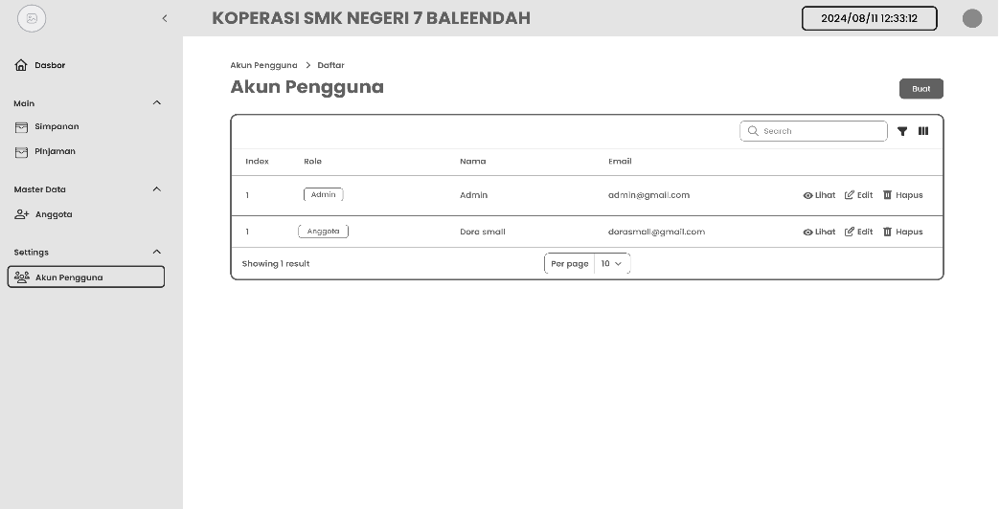 KOPERASI SMK NEGERI 7 BALEENDAH
2024/08/11 12:33:12
Dasbor
Main
Simpanan
Pinjaman
Master Data
Anggota
Settings
Akun Pengguna
Akun Pengguna > Daftar
Akun Pengguna
Buat
Search
Index Role Nama Email
1 Admin Admin admin@gmail.com Lihat Edit Hapus
1 Anggota Dora small dorasmall@gmail.com Lihat Edit Hapus
Showing 1 result Per page 10